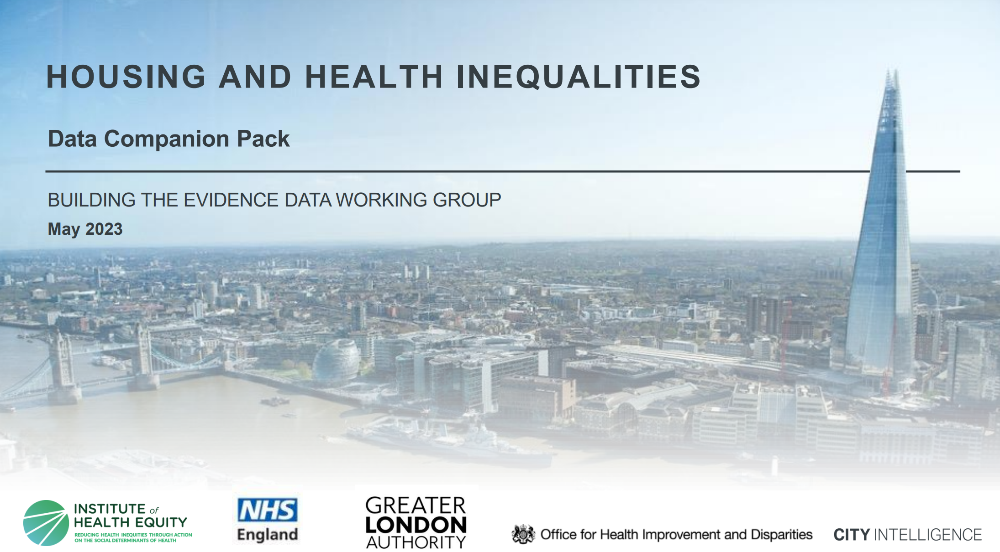 HOUSING AND HEALTH INEQUALITIES
Data Companion Pack
BUILDING THE EVIDENCE DATA WORKING GROUP
May 2023
INSTITUTE of
HEALTH EQUITY
REDUCING HEALTH INEQUITIES THROUGH ACTION
ON THE SOCIAL DETERMINANTS OF HEALTH
NHS
England
GREATER
LONDON
AUTHORITY
Office for Health Improvement and Disparities
CITY INTELLIGENCE